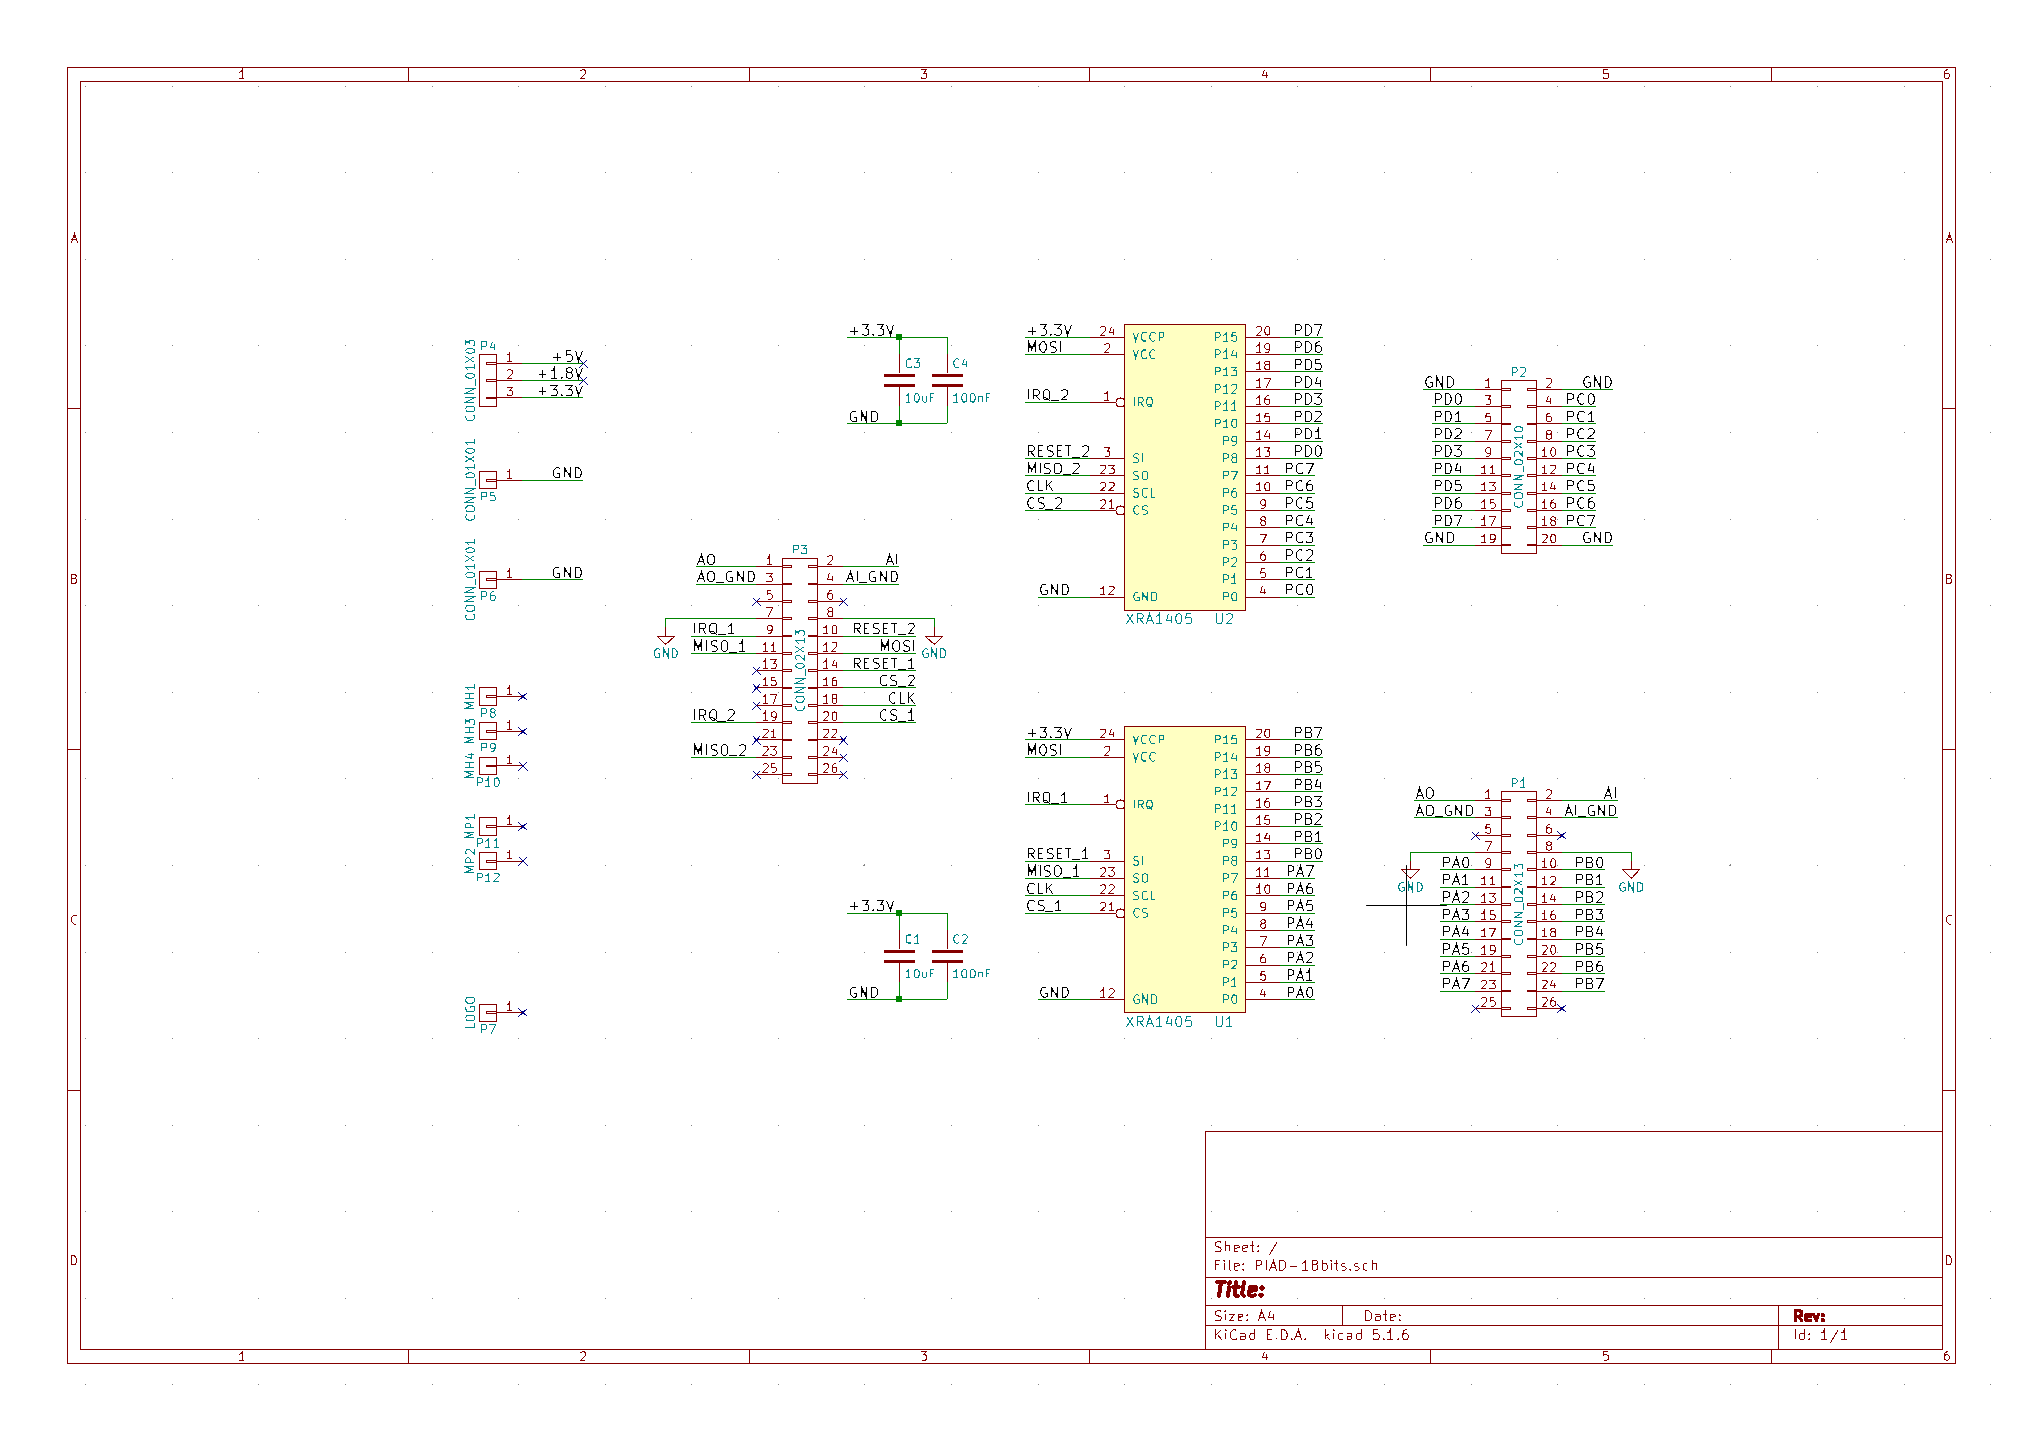 1 2 3 4 5 6
A A
B B
C C
D D
1 2 3 4 5 6
P4
CONN_01X03
1 +5V
2 +1.8V
3 +3.3V
CONN_01X01
1 GND
P5
CONN_01X01
1 GND
P6
MH1 1
P8
MH3 1
P9
MH4 1
P10
MP1 1
P11
MP2 1
P12
LOGO 1
P7
P3
CONN_02X13
AO 1 2 AI
AO_GND 3 4 AI_GND
5 6
7 8
GND GND
IRQ_1 9 10 RESET_2
MISO_1 11 12 MOSI
13 14 RESET_1
15 16 CS_2
17 18 CLK
IRQ_2 19 20 CS_1
21 22
MISO_2 23 24
25 26
+3.3V
C3 C4
10uF 100nF
GND
+3.3V
C1 C2
10uF 100nF
GND
+3.3V 24 VCCP P15 20 PD7
MOSI 2 VCC P14 19 PD6
P13 18 PD5
P12 17 PD4
IRQ_2 1 IRQ P11 16 PD3
P10 15 PD2
P9 14 PD1
RESET_2 3 SI P8 13 PD0
MISO_2 23 SO P7 11 PC7
CLK 22 SCL P6 10 PC6
CS_2 21 CS P5 9 PC5
P4 8 PC4
P3 7 PC3
P2 6 PC2
P1 5 PC1
GND 12 GND P0 4 PC0
XRA1405 U2
+3.3V 24 VCCP P15 20 PB7
MOSI 2 VCC P14 19 PB6
P13 18 PB5
P12 17 PB4
IRQ_1 1 IRQ P11 16 PB3
P10 15 PB2
P9 14 PB1
RESET_1 3 SI P8 13 PB0
MISO_1 23 SO P7 11 PA7
CLK 22 SCL P6 10 PA6
CS_1 21 CS P5 9 PA5
P4 8 PA4
P3 7 PA3
P2 6 PA2
P1 5 PA1
GND 12 GND P0 4 PA0
XRA1405 U1
P2
CONN_02X10
GND 1 2 GND
PD0 3 4 PC0
PD1 5 6 PC1
PD2 7 8 PC2
PD3 9 10 PC3
PD4 11 12 PC4
PD5 13 14 PC5
PD6 15 16 PC6
PD7 17 18 PC7
GND 19 20 GND
P1
CONN_02X13
AO 1 2 AI
AO_GND 3 4 AI_GND
5 6
7 8
GND GND
PA0 9 10 PB0
PA1 11 12 PB1
PA2 13 14 PB2
PA3 15 16 PB3
PA4 17 18 PB4
PA5 19 20 PB5
PA6 21 22 PB6
PA7 23 24 PB7
25 26
Sheet: /
File: PIAD-18bits.sch
Title:
Size: A4 Date: Rev:
KiCad E.D.A. kicad 5.1.6 Id: 1/1